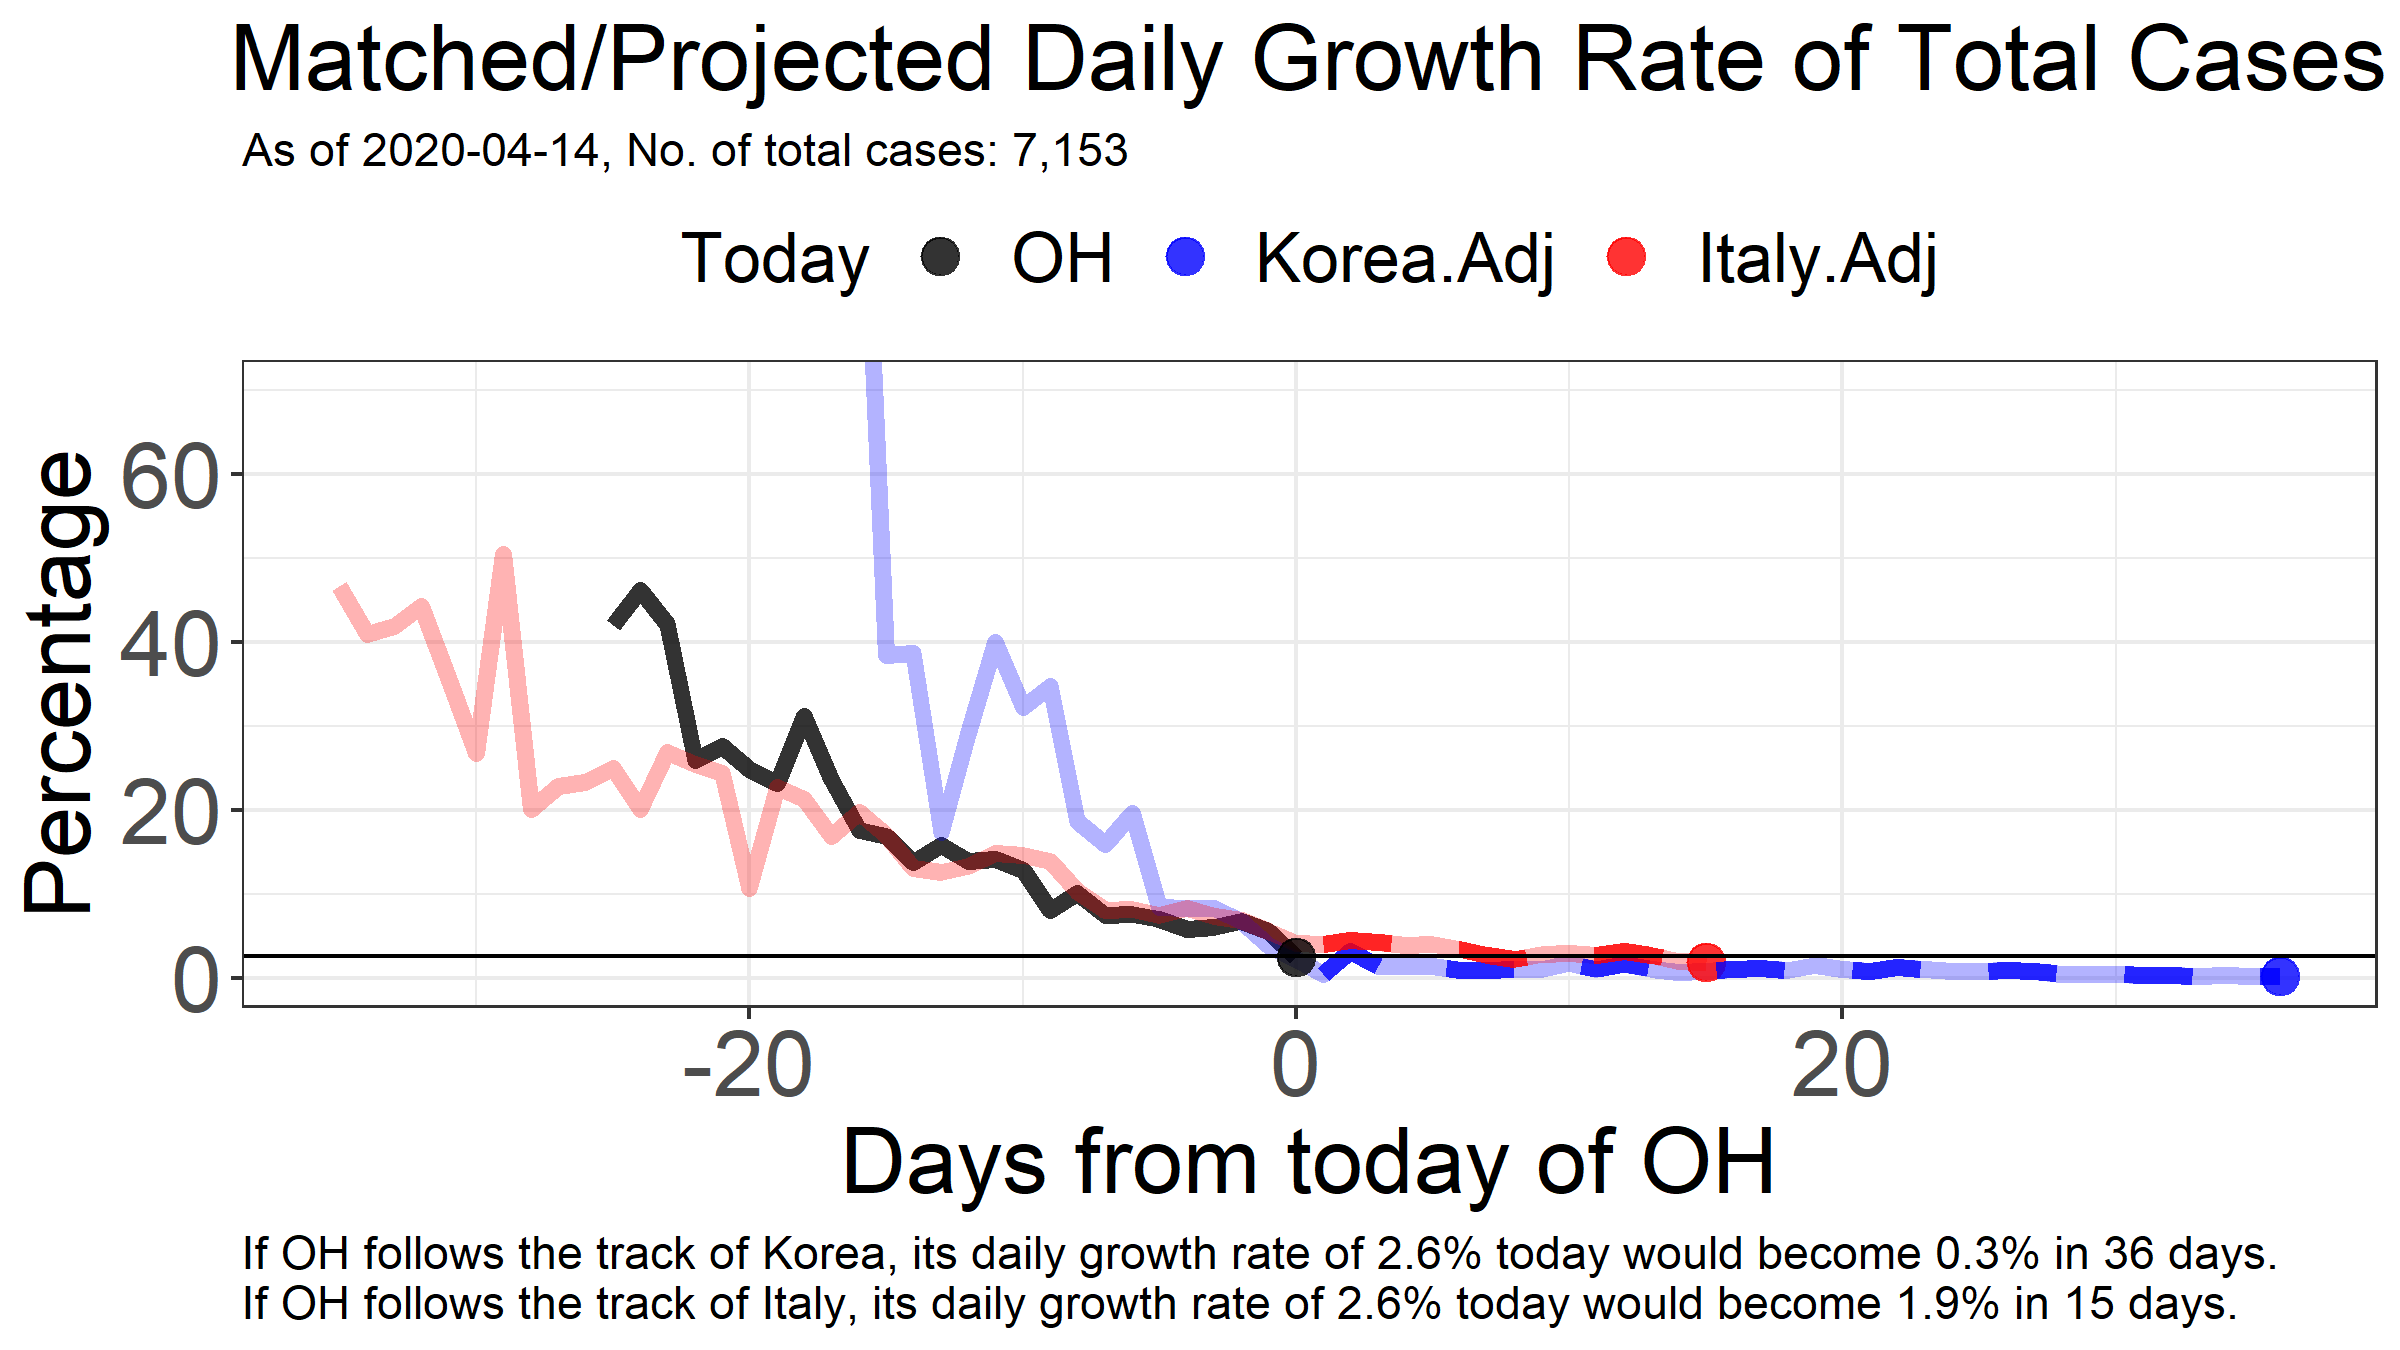 Matched/Projected Daily Growth Rate of Total Cases
As of 2020-04-14, No. of total cases: 7,153
Today OH Korea.Adj Italy.Adj
Percentage
60
40
20
0
-20 0 20
Days from today of OH
If OH follows the track of Korea, its daily growth rate of 2.6% today would become 0.3% in 36 days.
If OH follows the track of Italy, its daily growth rate of 2.6% today would become 1.9% in 15 days.